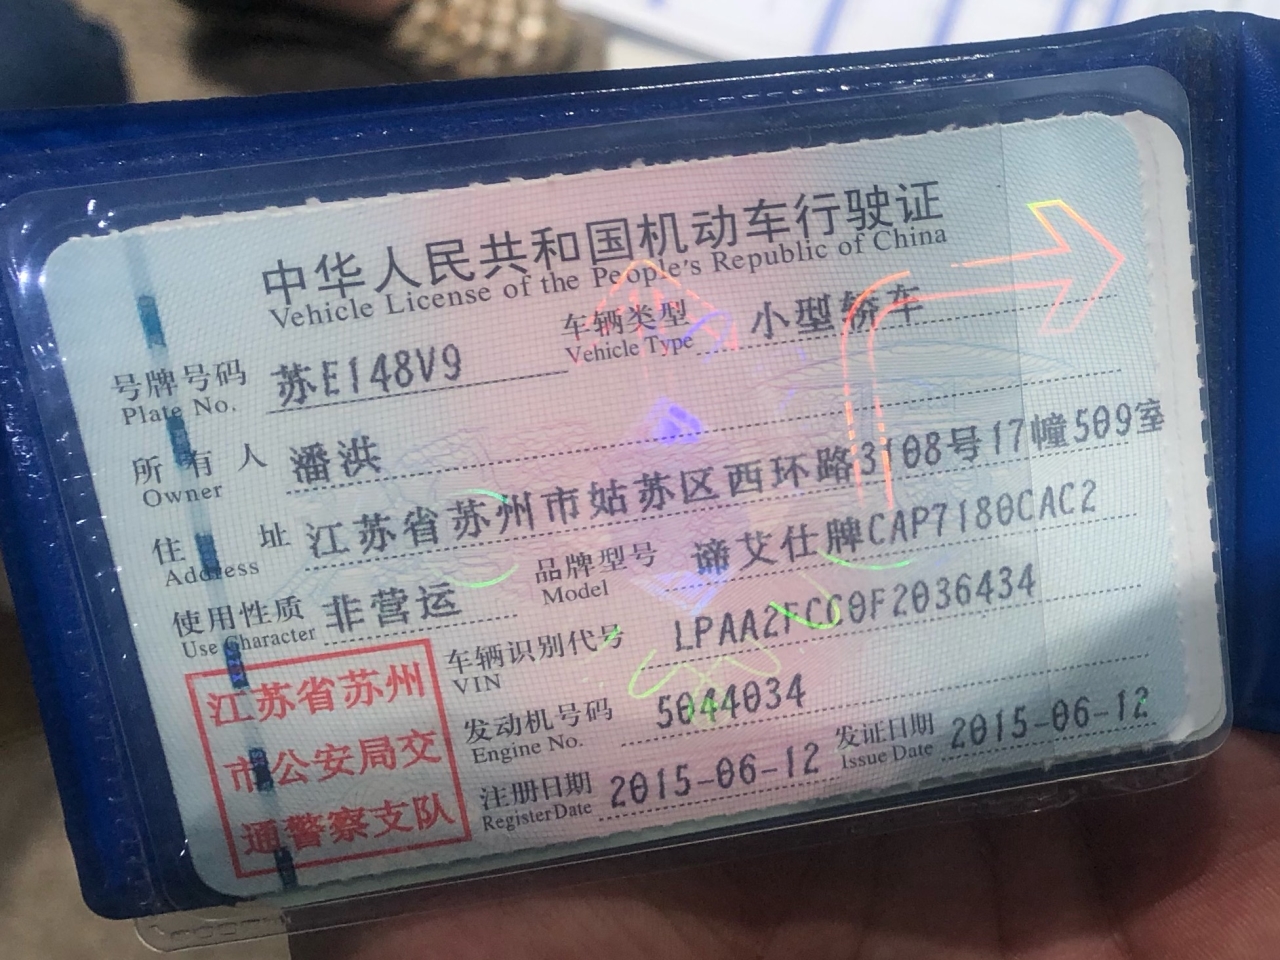 中华人民共和国机动车行驶证
Vehicle License of the People's Republic of China
号牌号码 苏E148V9 车辆类型 小型轿车
Plate No. Vehicle Type
所有人 潘洪
Owner
住址 江苏省苏州市姑苏区西环路3108号17幢509室
Address
使用性质 非营运 品牌型号 谛艾仕牌CAP7180CAC2
Use Character Model
车辆识别代号 LPAA2FCC0F2036434
VIN
发动机号码 5044034
Engine No.
注册日期 2015-06-12 发证日期 2015-06-12
Register Date Issue Date
江苏省苏州
市公安局交
通警察支队